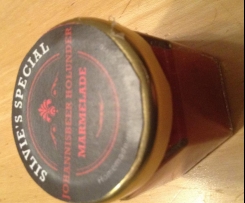 SILVIE'S SPECIAL
JOHANNISBEER HOLUNDER
MARMELADE